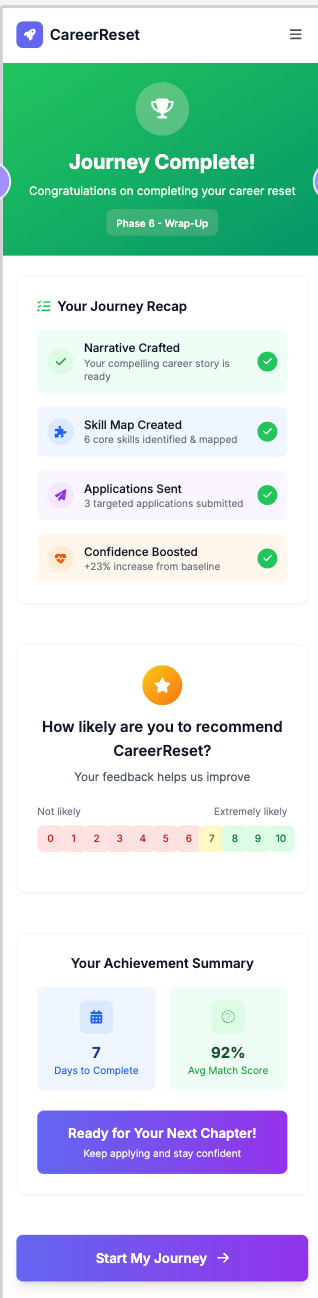 CareerReset
Journey Complete!
Congratulations on completing your career reset
Phase 6 - Wrap-Up
Your Journey Recap
Narrative Crafted
Your compelling career story is
ready
Skill Map Created
6 core skills identified & mapped
Applications Sent
3 targeted applications submitted
Confidence Boosted
+23% increase from baseline
How likely are you to recommend
CareerReset?
Your feedback helps us improve
Not likely Extremely likely
0 1 2 3 4 5 6 7 8 9 10
Your Achievement Summary
7 92%
Days to Complete Avg Match Score
Ready for Your Next Chapter!
Keep applying and stay confident
Start My Journey →